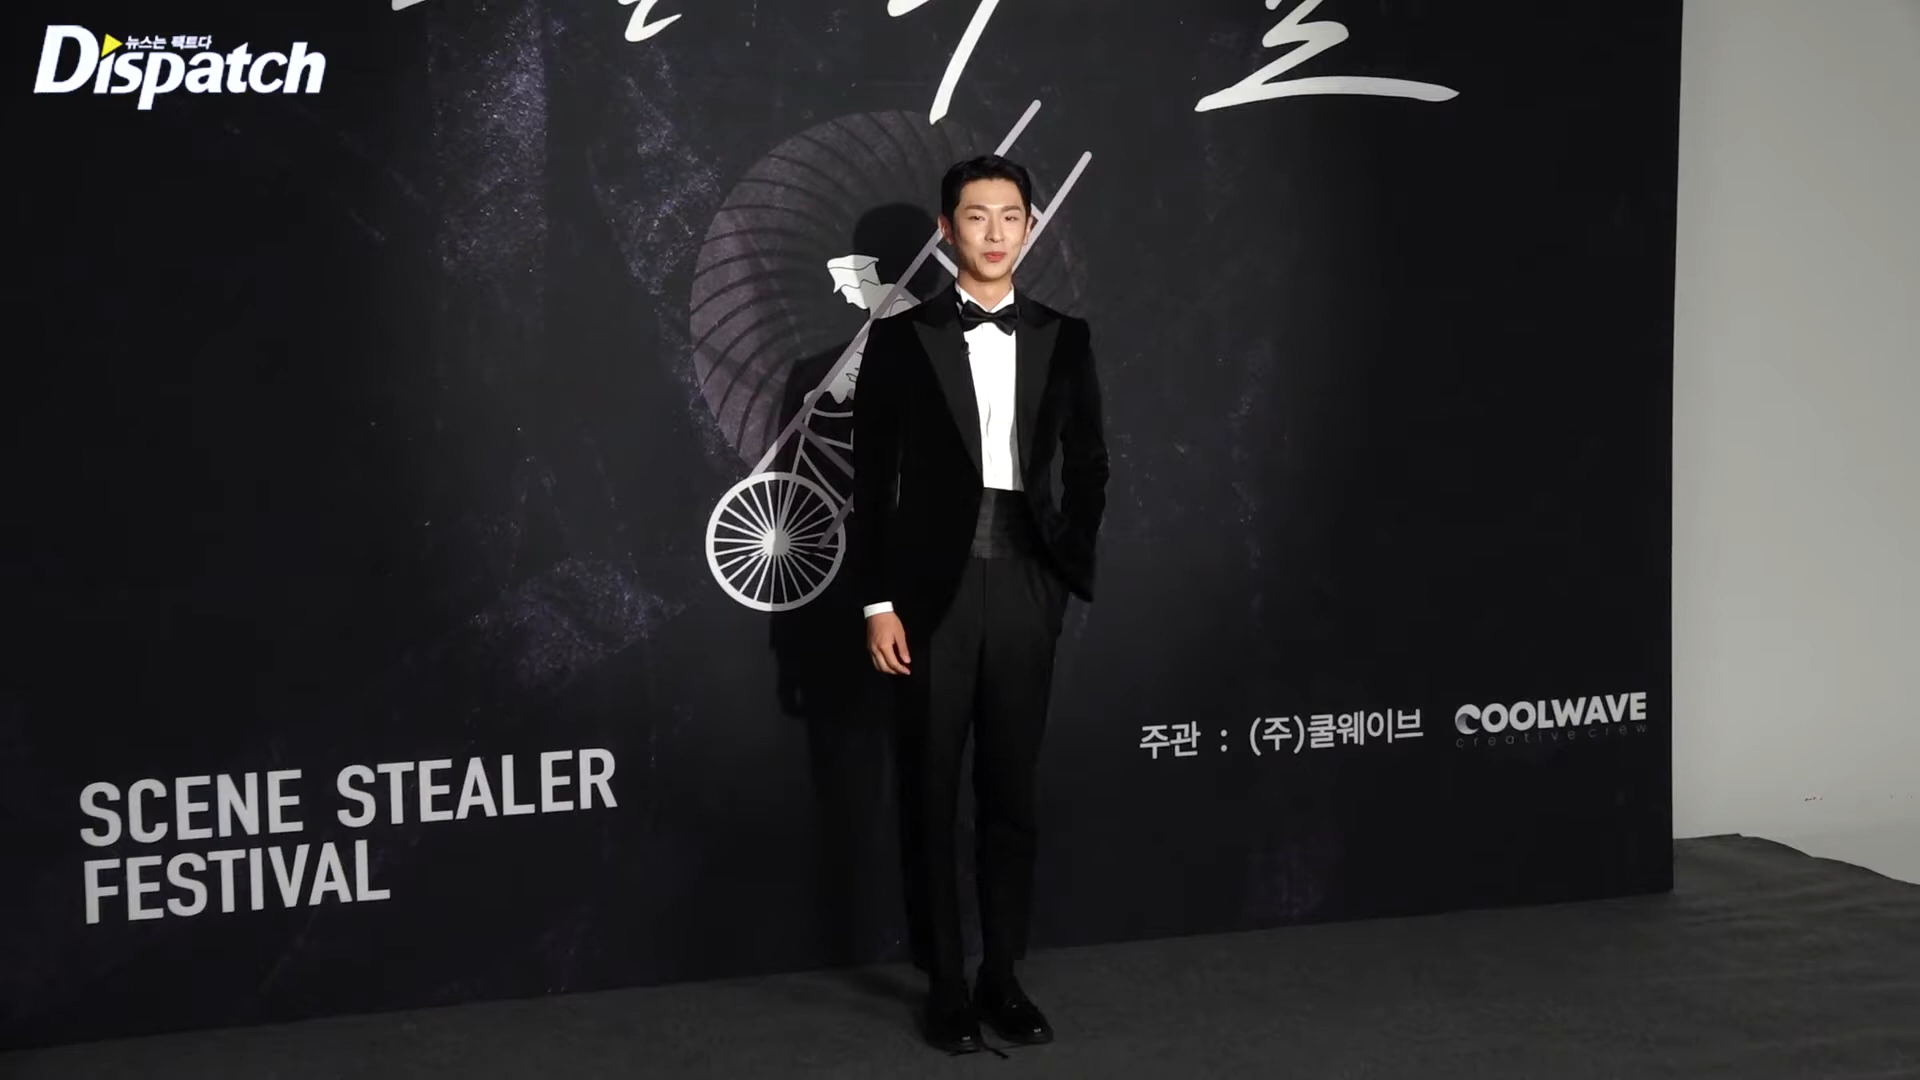 뉴스는 팩트다
Dispatch
주관 : (주)쿨웨이브
COOLWAVE
creative crew
SCENE STEALER
FESTIVAL